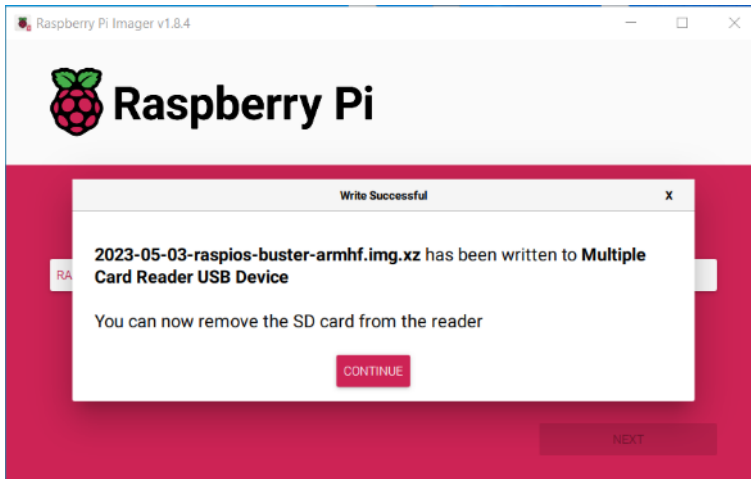 Raspberry Pi Imager v1.8.4
Raspberry Pi
Write Successful
X
2023-05-03-raspios-buster-armhf.img.xz has been written to Multiple
Card Reader USB Device
RA
You can now remove the SD card from the reader
CONTINUE
NEXT